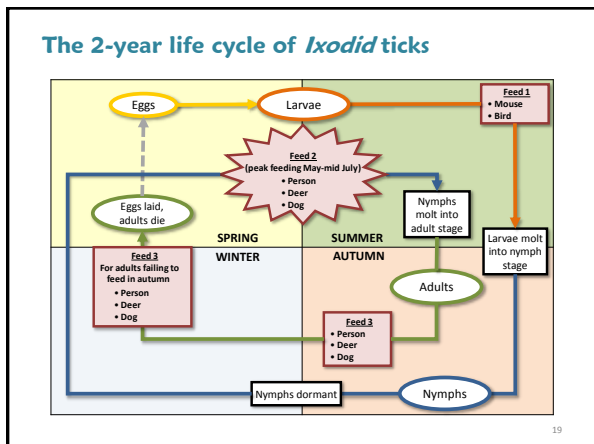 The 2-year life cycle of Ixodid ticks
Eggs
Larvae
Feed 1
• Mouse
• Bird
Feed 2
(peak feeding May-mid July)
• Person
• Deer
• Dog
Eggs laid,
adults die
Nymphs
molt into
adult stage
Larvae molt
into nymph
stage
SPRING
SUMMER
WINTER
AUTUMN
Feed 3
For adults failing to
feed in autumn
• Person
• Deer
• Dog
Adults
Feed 3
• Person
• Deer
• Dog
Nymphs dormant
Nymphs
19